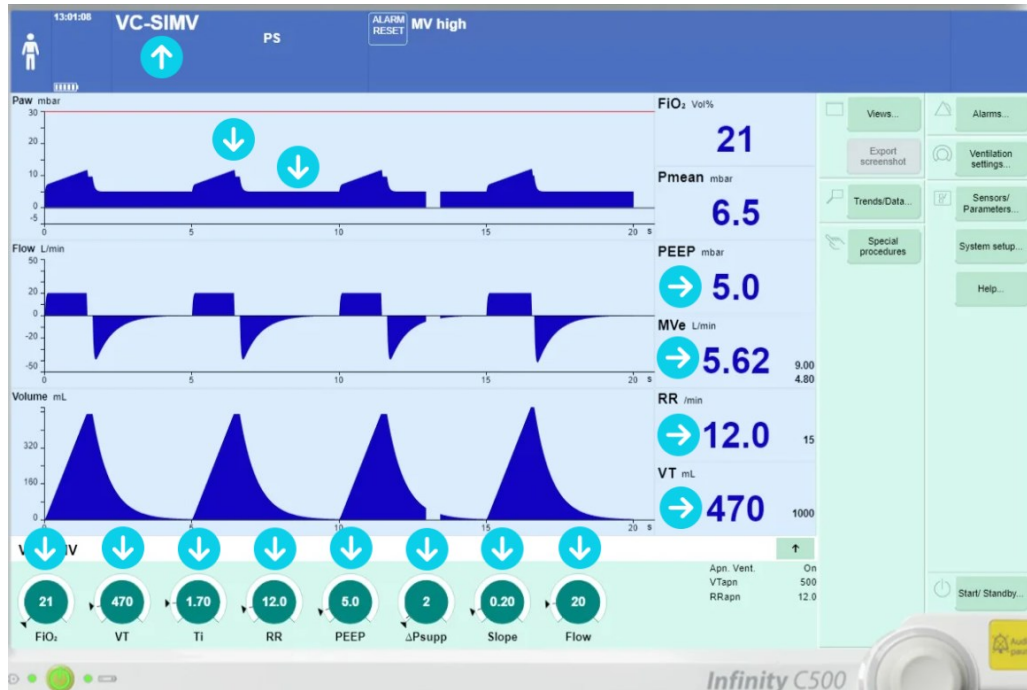 13:01:08
VC-SIMV
PS
ALARM
RESET
MV high
Paw mbar
30
20
10
0
-5
0 5 10 15 20 s
Flow L/min
50
20
0
-20
-50
0 5 10 15 20 s
Volume mL
320
160
0
0 5 10 15 20 s
FiO₂ Vol%
21
Pmean mbar
6.5
PEEP mbar
5.0
MVe L/min
5.62
9.00
4.80
RR /min
12.0
15
VT mL
470
1000
Views...
Export
screenshot
Trends/Data...
Special
procedures
Alarms...
Ventilation
settings...
Sensors/
Parameters...
System setup...
Help...
Start/ Standby...
21
FiO₂
470
VT
1.70
Ti
12.0
RR
5.0
PEEP
2
ΔPsupp
0.20
Slope
20
Flow
Apn. Vent. On
VTapn 500
RRapn 12.0
Infinity C500